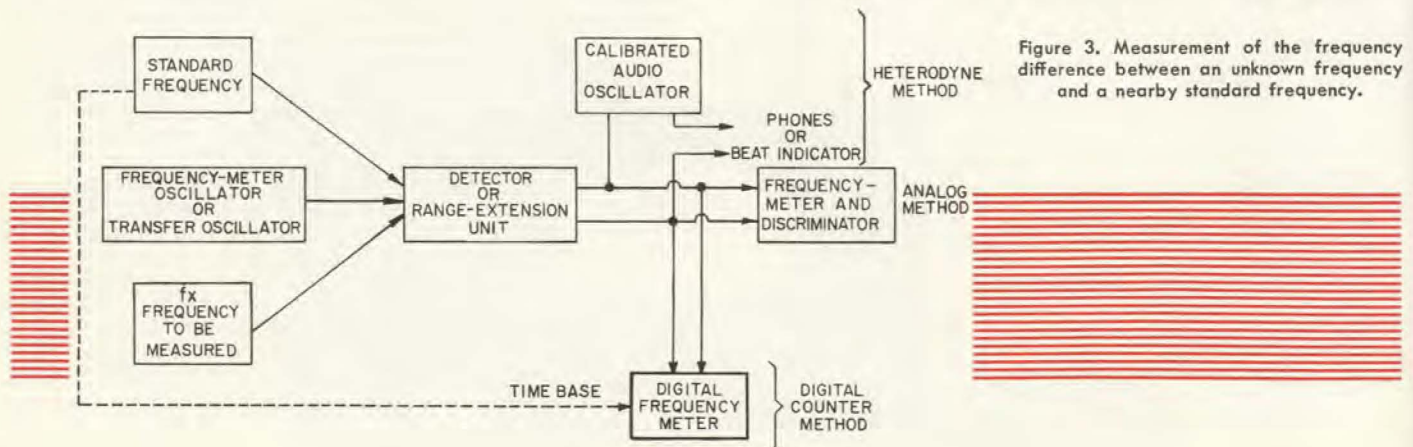 STANDARD
FREQUENCY
FREQUENCY-METER
OSCILLATOR
OR
TRANSFER OSCILLATOR
fx
FREQUENCY
TO BE
MEASURED
DETECTOR
OR
RANGE-EXTENSION
UNIT
CALIBRATED
AUDIO
OSCILLATOR
PHONES
OR
BEAT INDICATOR
HETERODYNE
METHOD
FREQUENCY-
METER AND
DISCRIMINATOR
ANALOG
METHOD
TIME BASE
DIGITAL
FREQUENCY
METER
DIGITAL
COUNTER
METHOD
Figure 3. Measurement of the frequency
difference between an unknown frequency
and a nearby standard frequency.